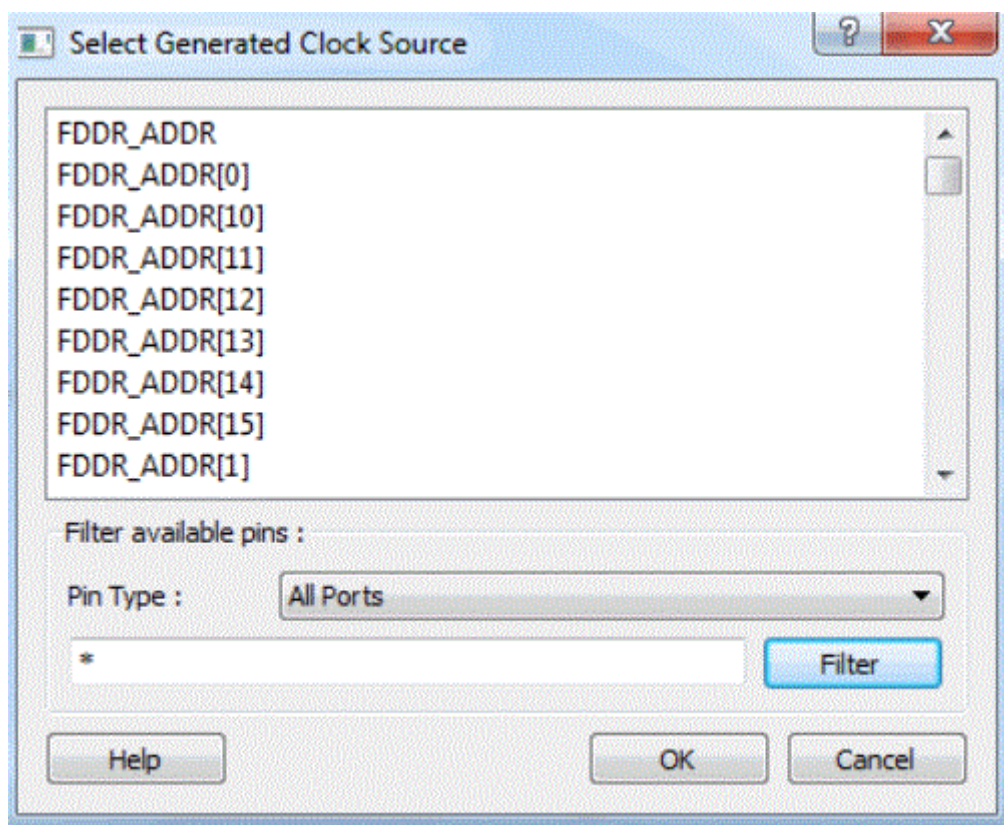 Select Generated Clock Source
FDDR_ADDR
FDDR_ADDR[0]
FDDR_ADDR[10]
FDDR_ADDR[11]
FDDR_ADDR[12]
FDDR_ADDR[13]
FDDR_ADDR[14]
FDDR_ADDR[15]
FDDR_ADDR[1]
Filter available pins :
Pin Type : All Ports
* Filter
Help OK Cancel